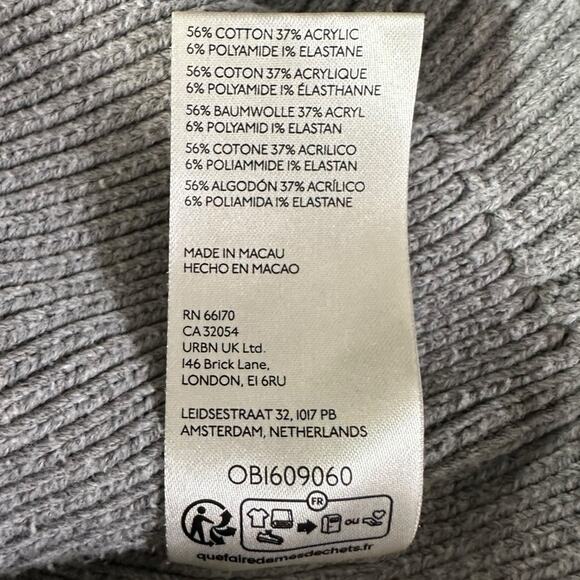 56% COTTON 37% ACRYLIC
6% POLYAMIDE 1% ELASTANE
56% COTON 37% ACRYLIQUE
6% POLYAMIDE 1% ÉLASTHANNE
56% BAUMWOLLE 37% ACRYL
6% POLYAMID 1% ELASTAN
56% COTONE 37% ACRILICO
6% POLIAMMIDE 1% ELASTAN
56% ALGODÓN 37% ACRÍLICO
6% POLIAMIDA 1% ELASTANE
MADE IN MACAU
HECHO EN MACAO
RN 66170
CA 32054
URBN UK Ltd.
146 Brick Lane,
LONDON, E1 6RU
LEIDSESTRAAT 32, 1017 PB
AMSTERDAM, NETHERLANDS
OB1609060
FR
ou
quefairedemesdechets.fr